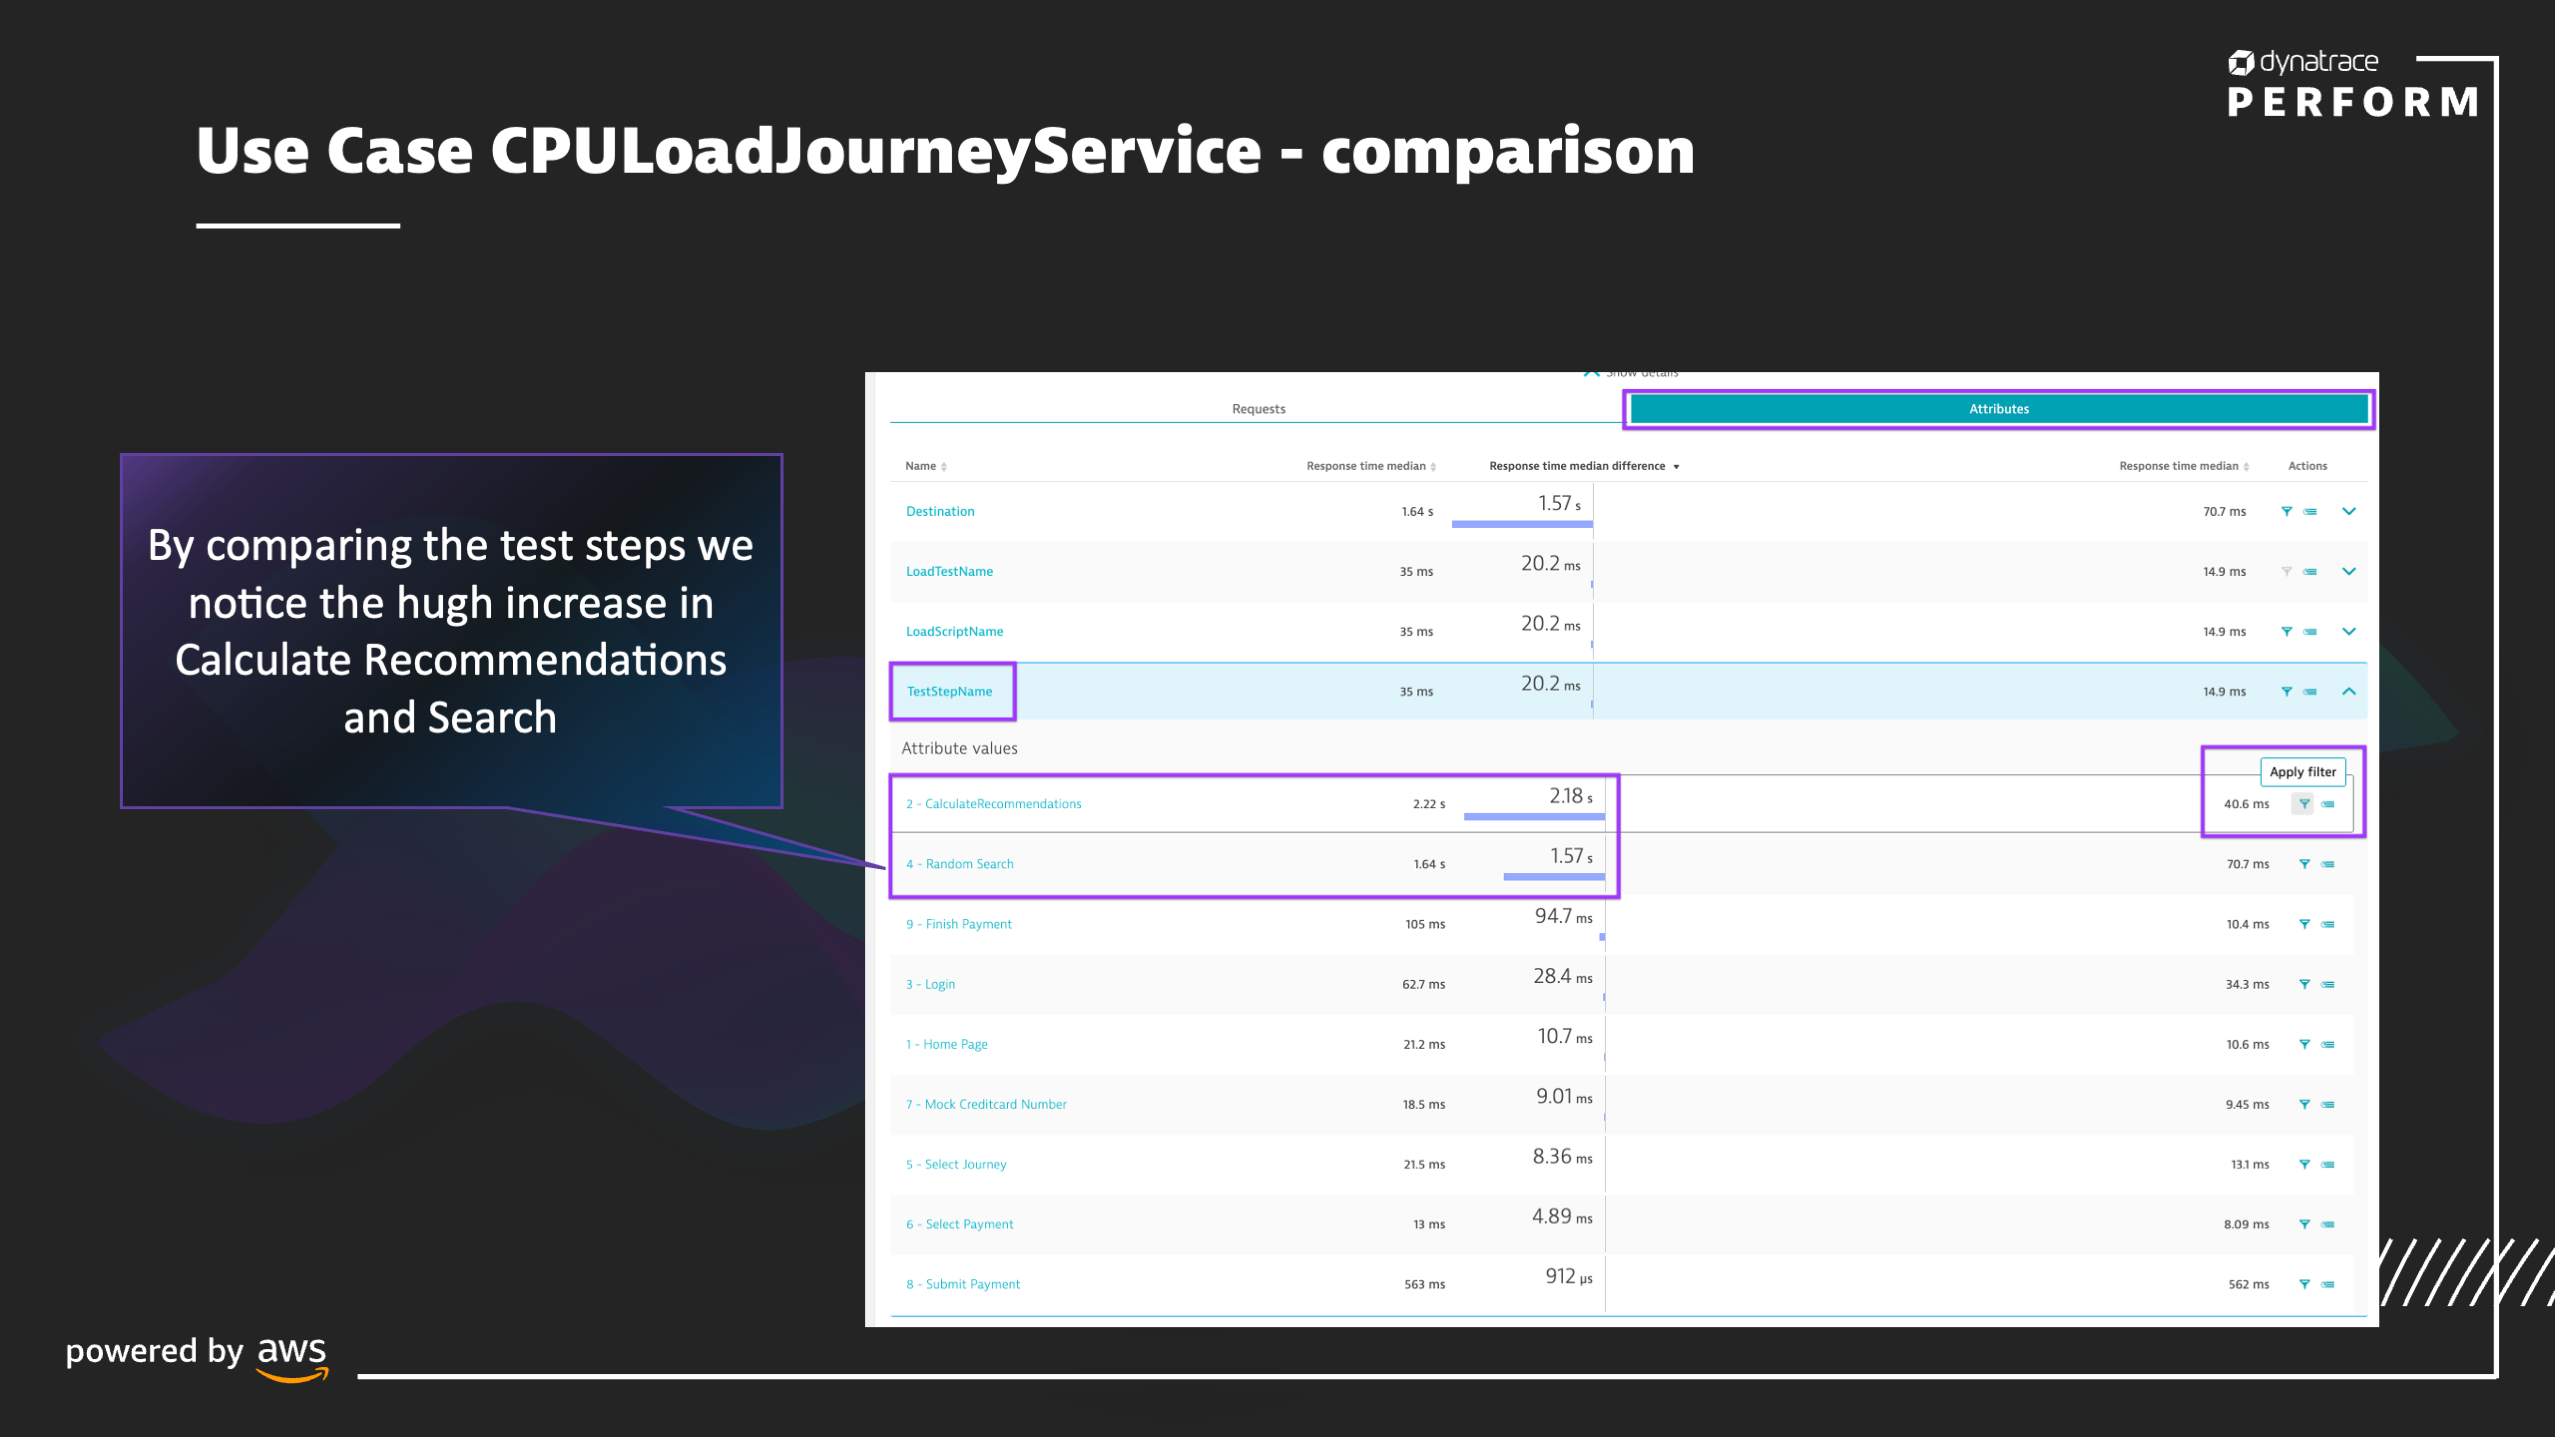 dynatrace
PERFORM
Use Case CPULoadJourneyService - comparison
By comparing the test steps we
notice the hugh increase in
Calculate Recommendations
and Search
Show details
Requests Attributes
Name Response time median Response time median difference Response time median Actions
Destination 1.64 s 1.57 s 70.7 ms
LoadTestName 35 ms 20.2 ms 14.9 ms
LoadScriptName 35 ms 20.2 ms 14.9 ms
TestStepName 35 ms 20.2 ms 14.9 ms
Attribute values
Apply filter
2 - CalculateRecommendations 2.22 s 2.18 s 40.6 ms
4 - Random Search 1.64 s 1.57 s 70.7 ms
9 - Finish Payment 105 ms 94.7 ms 10.4 ms
3 - Login 62.7 ms 28.4 ms 34.3 ms
1 - Home Page 21.2 ms 10.7 ms 10.6 ms
7 - Mock Creditcard Number 18.5 ms 9.01 ms 9.45 ms
5 - Select Journey 21.5 ms 8.36 ms 13.1 ms
6 - Select Payment 13 ms 4.89 ms 8.09 ms
8 - Submit Payment 563 ms 912 µs 562 ms
powered by aws